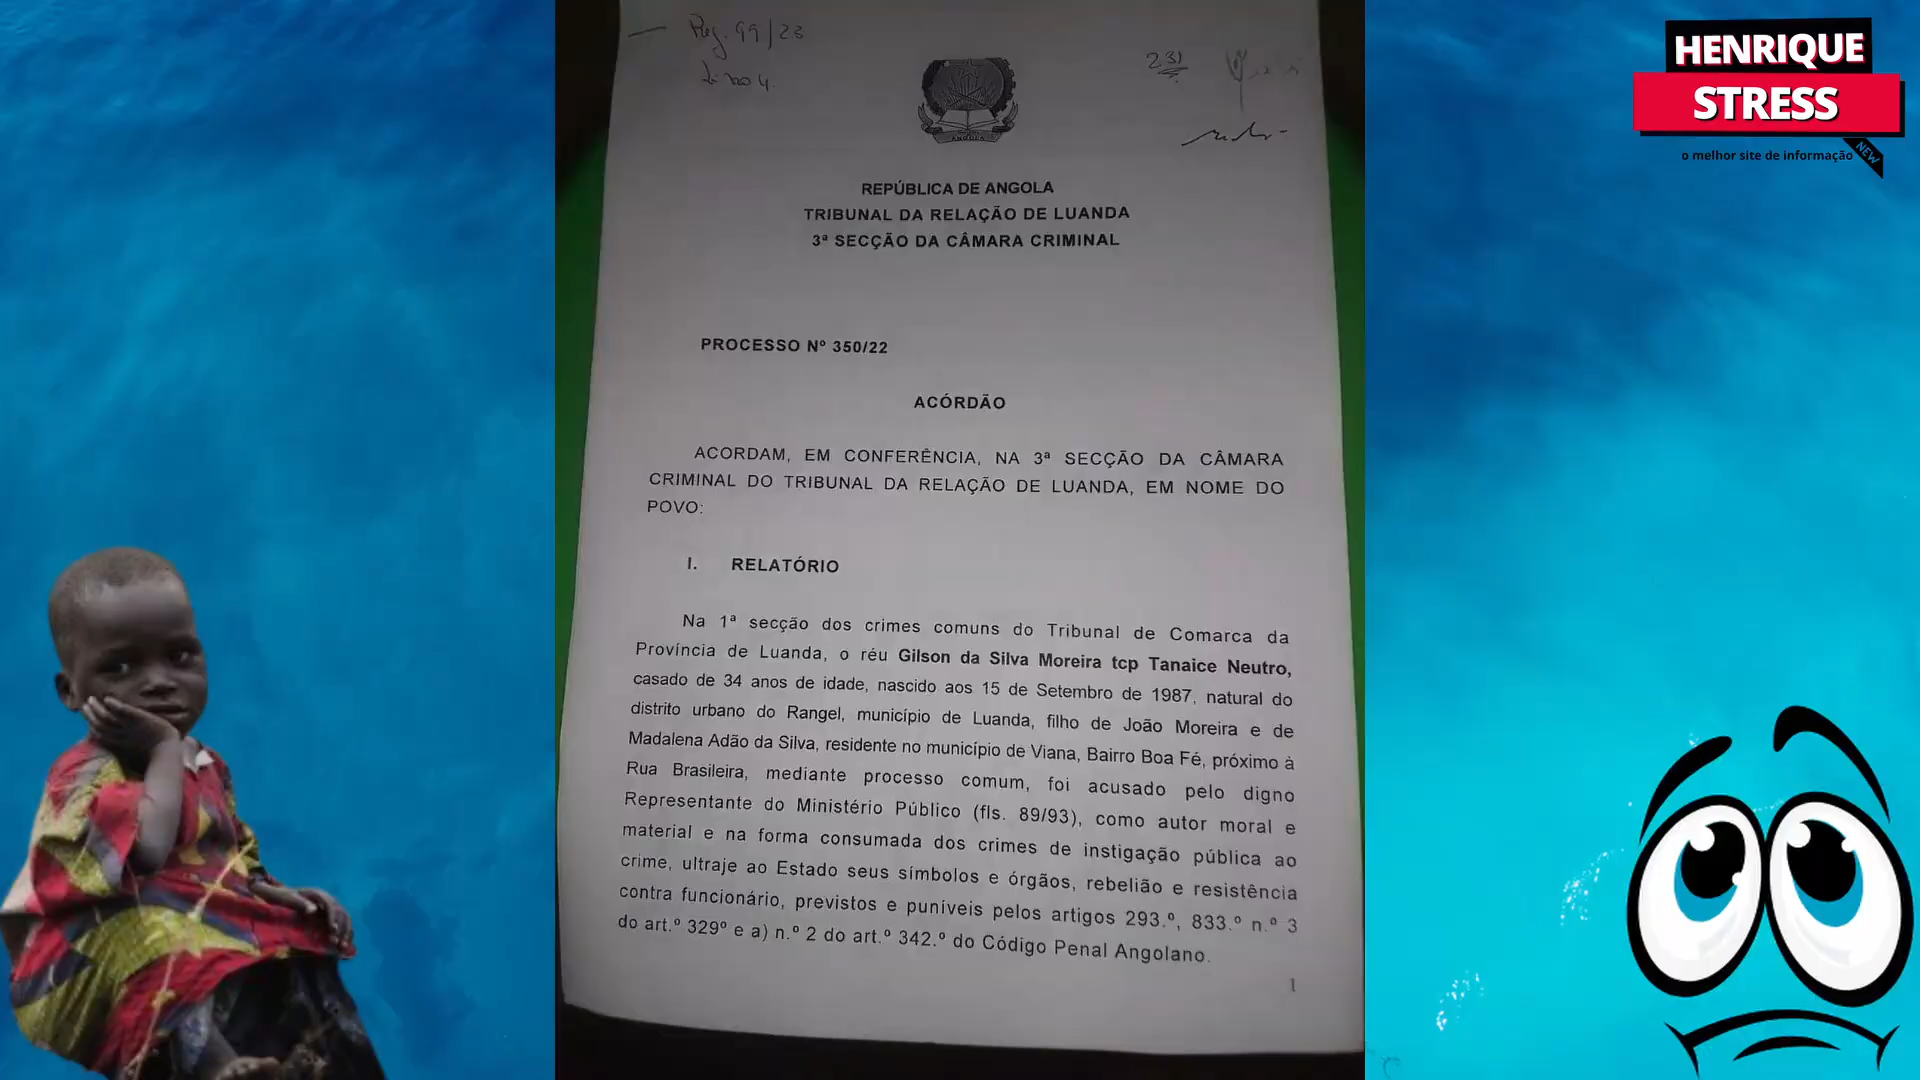 Reg. 99/23
Livro 4
231
ANGOLA
REPÚBLICA DE ANGOLA
TRIBUNAL DA RELAÇÃO DE LUANDA
3ª SECÇÃO DA CÂMARA CRIMINAL
PROCESSO Nº 350/22
ACÓRDÃO
ACORDAM, EM CONFERÊNCIA, NA 3ª SECÇÃO DA CÂMARA
CRIMINAL DO TRIBUNAL DA RELAÇÃO DE LUANDA, EM NOME DO
POVO:
I. RELATÓRIO
Na 1ª secção dos crimes comuns do Tribunal de Comarca da
Província de Luanda, o réu Gilson da Silva Moreira tcp Tanaice Neutro,
casado de 34 anos de idade, nascido aos 15 de Setembro de 1987, natural do
distrito urbano do Rangel, município de Luanda, filho de João Moreira e de
Madalena Adão da Silva, residente no município de Viana, Bairro Boa Fé, próximo à
Rua Brasileira, mediante processo comum, foi acusado pelo digno
Representante do Ministério Público (fls. 89/93), como autor moral e
material e na forma consumada dos crimes de instigação pública ao
crime, ultraje ao Estado seus símbolos e órgãos, rebelião e resistência
contra funcionário, previstos e puníveis pelos artigos 293.º, 833.º n.º 3
do art.º 329º e a) n.º 2 do art.º 342.º do Código Penal Angolano.
1
HENRIQUE
STRESS
o melhor site de informação
NEW